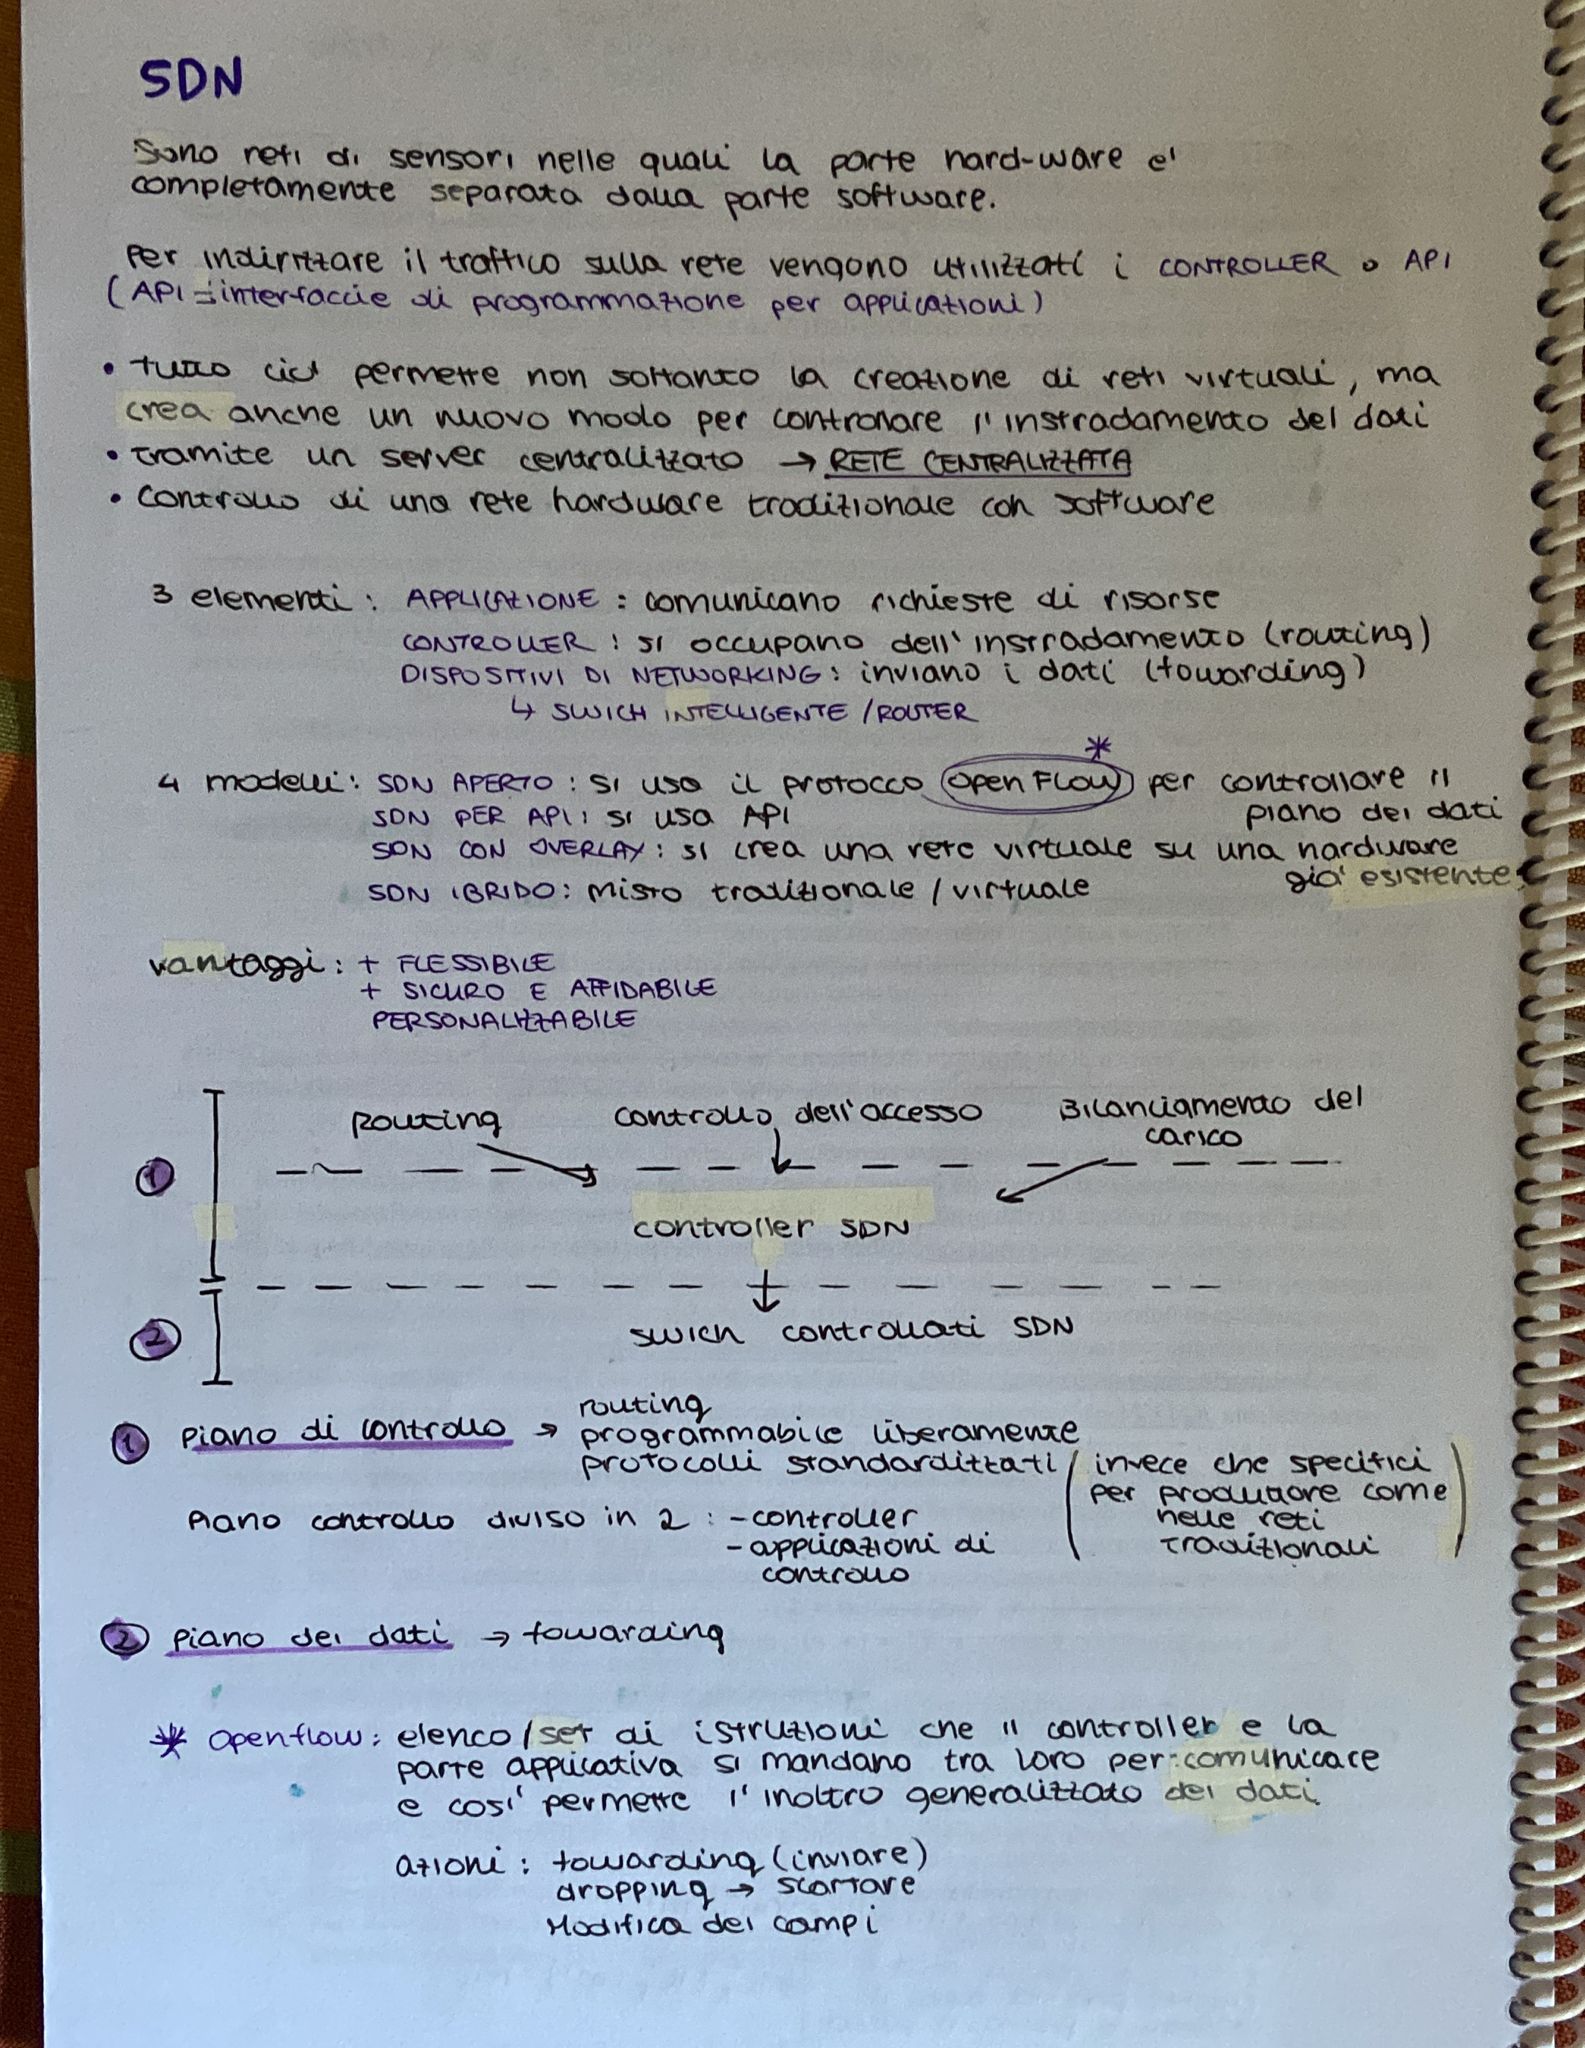 SDN
Sono reti di sensori nelle quali la parte hard-ware e'
completamente separata dalla parte software.
Per indirizzare il traffico sulla rete vengono utilizzati i CONTROLLER o API
(API = interfaccie di programmazione per applicazioni)
• tutto ciò permette non soltanto la creazione di reti virtuali, ma
crea anche un nuovo modo per controllare l'instradamento dei dati
• tramite un server centralizzato → RETE CENTRALIZZATA
• controllo di una rete hardware tradizionale con software
3 elementi: APPLICAZIONE: comunicano richieste di risorse
CONTROLLER: si occupano dell'instradamento (routing)
DISPOSITIVI DI NETWORKING: inviano i dati (fowarding)
↳ SWICH INTELLIGENTE/ROUTER
*
4 modelli: SDN APERTO: si usa il protocco Open Flow per controllare il
piano dei dati
SDN PER API: si usa API
SDN CON OVERLAY: si crea una rete virtuale su una hardware
gia' esistente
SDN IBRIDO: misto tradizionale/virtuale
vantaggi: + FLESSIBILE
+ SICURO E AFFIDABILE
PERSONALIZZABILE
Routing controllo dell'accesso Bilanciamento del
carico
1
controller SDN
2
swich controllati SDN
routing
1 piano di controllo → programmabile liberamente
protocolli standardizzati (invece che specifici
per produttore come
nelle reti
tradizionali)
Piano controllo diviso in 2: - controller
- applicazioni di
controllo
2 piano dei dati → fowarding
* Openflow: elenco/set di istruzioni che il controller e la
parte applicativa si mandano tra loro per comunicare
e cosi' permette l'inoltro generalizzato dei dati
azioni: fowarding (inviare)
dropping → scartare
Modifica dei campi